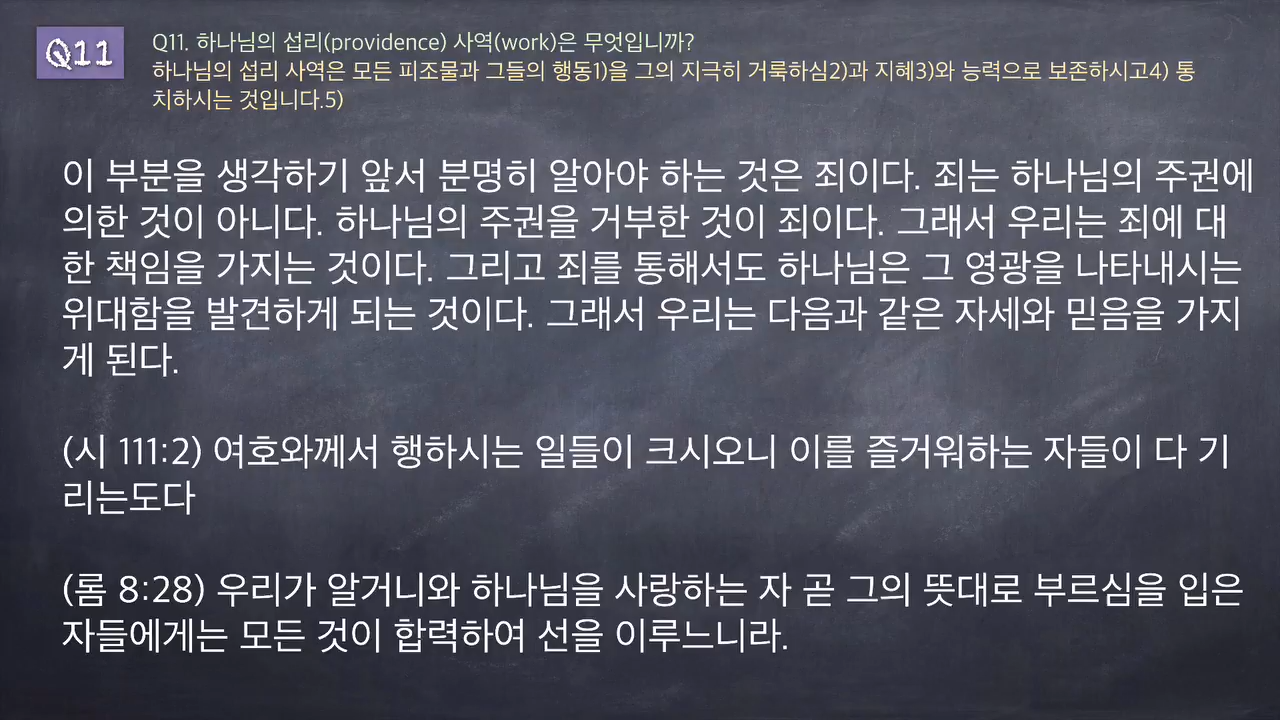 Q11
Q11. 하나님의 섭리(providence) 사역(work)은 무엇입니까?
하나님의 섭리 사역은 모든 피조물과 그들의 행동1)을 그의 지극히 거룩하심2)과 지혜3)와 능력으로 보존하시고4) 통
치하시는 것입니다.5)
이 부분을 생각하기 앞서 분명히 알아야 하는 것은 죄이다. 죄는 하나님의 주권에
의한 것이 아니다. 하나님의 주권을 거부한 것이 죄이다. 그래서 우리는 죄에 대
한 책임을 가지는 것이다. 그리고 죄를 통해서도 하나님은 그 영광을 나타내시는
위대함을 발견하게 되는 것이다. 그래서 우리는 다음과 같은 자세와 믿음을 가지
게 된다.
(시 111:2) 여호와께서 행하시는 일들이 크시오니 이를 즐거워하는 자들이 다 기
리는도다
(롬 8:28) 우리가 알거니와 하나님을 사랑하는 자 곧 그의 뜻대로 부르심을 입은
자들에게는 모든 것이 합력하여 선을 이루느니라.